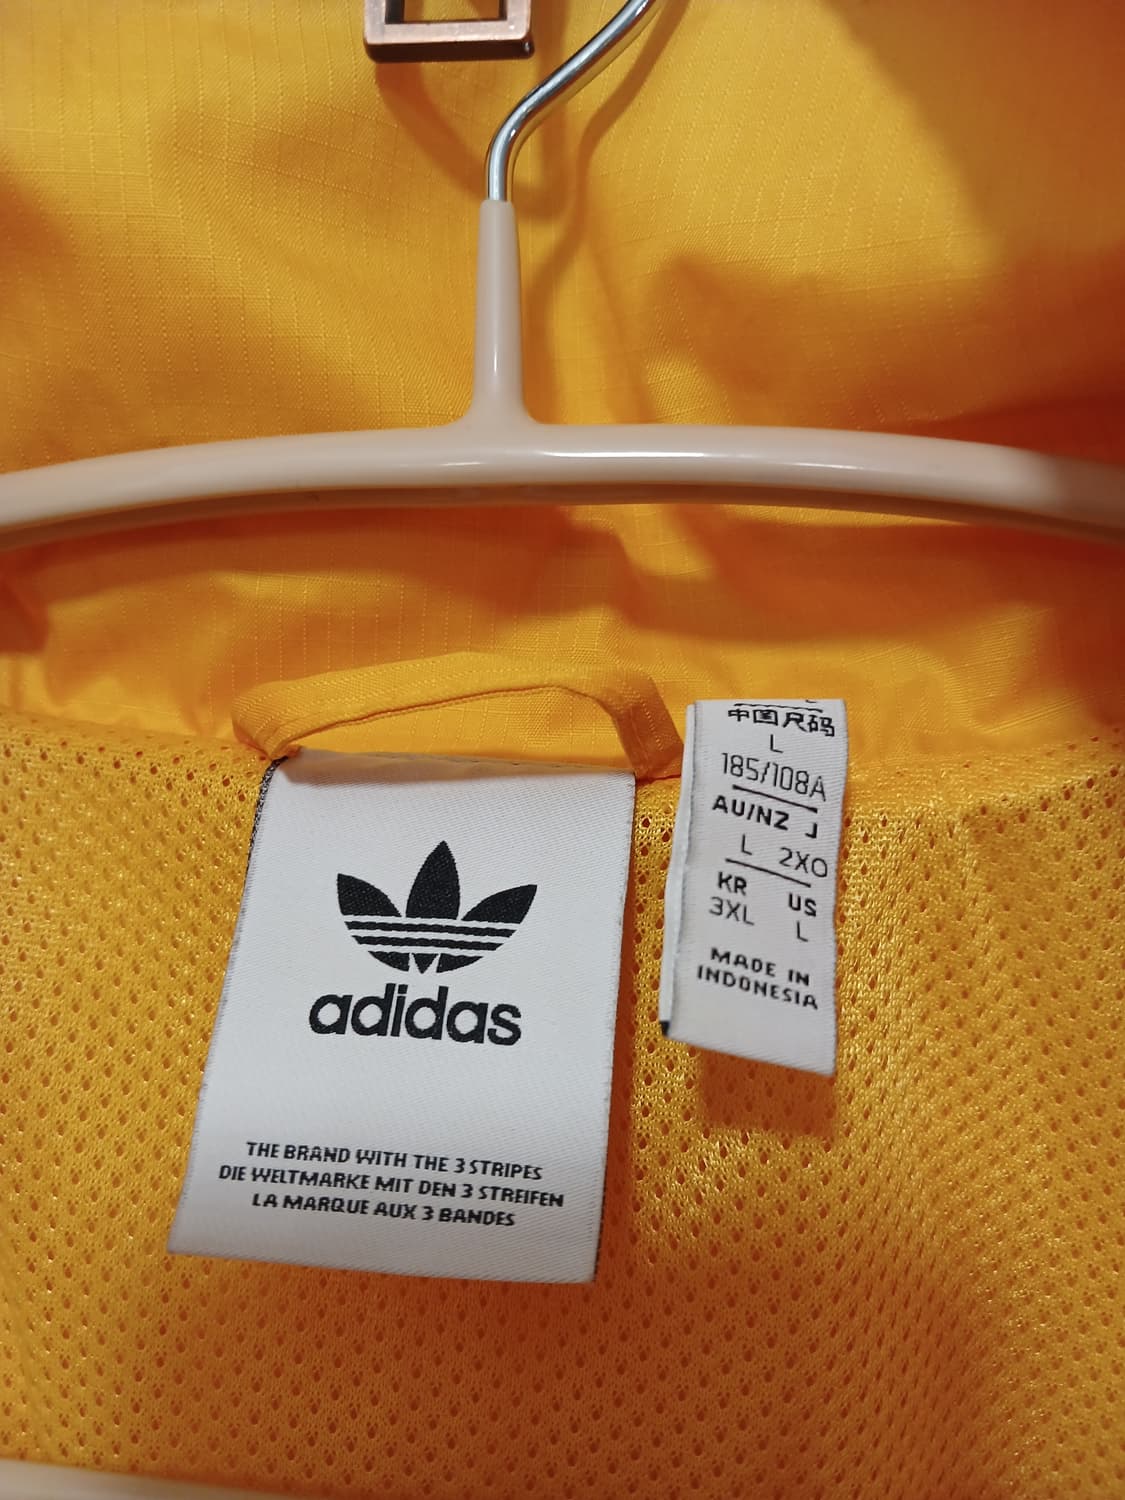 adidas
THE BRAND WITH THE 3 STRIPES
DIE WELTMARKE MIT DEN 3 STREIFEN
LA MARQUE AUX 3 BANDES
中国尺码
L
185/108A
AU/NZ J
L 2XO
KR US
3XL L
MADE IN
INDONESIA